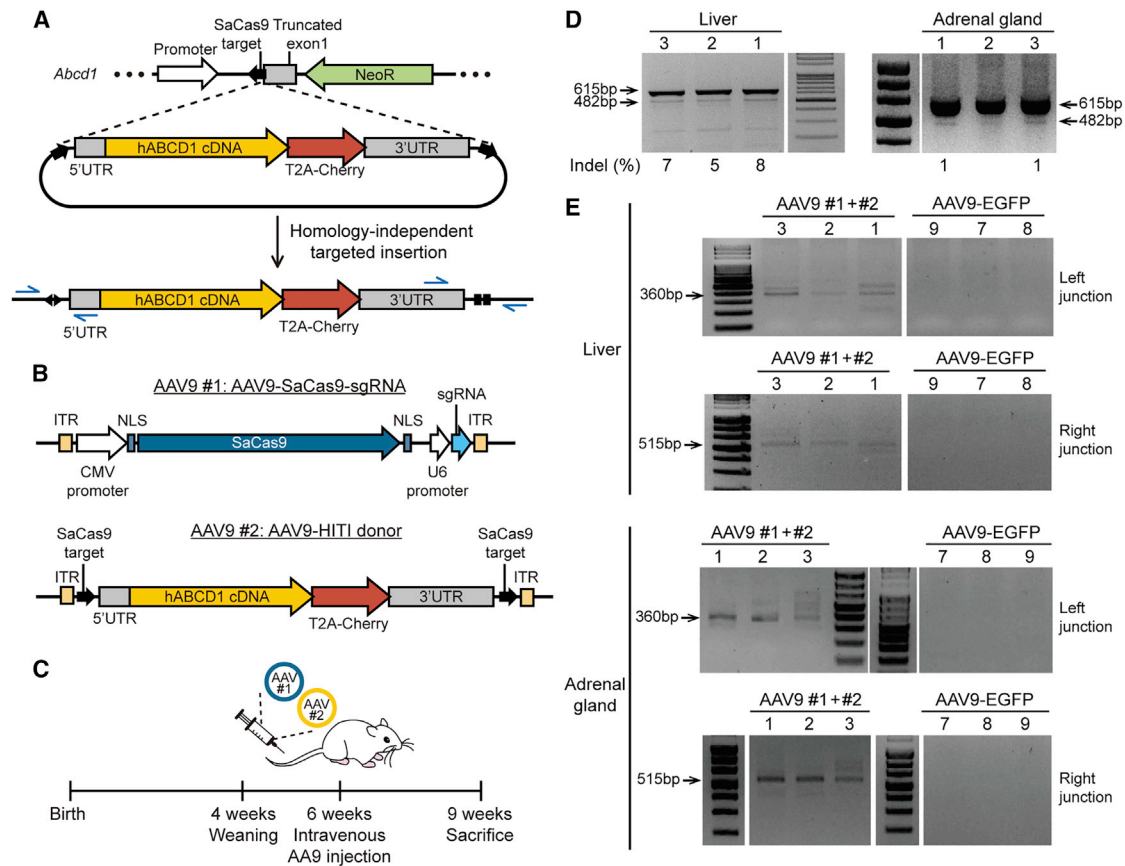 A
SaCas9 Truncated
target exon1
Promoter
Abcd1
NeoR
hABCD1 cDNA
3'UTR
5'UTR
T2A-Cherry
Homology-independent
targeted insertion
hABCD1 cDNA
3'UTR
5'UTR
T2A-Cherry
B
AAV9 #1: AAV9-SaCas9-sgRNA
sgRNA
ITR
NLS
NLS
ITR
SaCas9
CMV
promoter
U6
promoter
AAV9 #2: AAV9-HITI donor
SaCas9
target
SaCas9
target
ITR
ITR
hABCD1 cDNA
3'UTR
5'UTR
T2A-Cherry
C
AAV
#1
AAV
#2
Birth
4 weeks
Weaning
6 weeks
Intravenous
AA9 injection
9 weeks
Sacrifice
D
Liver
3 2 1
615bp
482bp
Indel (%)
7 5 8
Adrenal gland
1 2 3
615bp
482bp
1 1
E
Liver
AAV9 #1+#2
3 2 1
AAV9-EGFP
9 7 8
360bp
Left
junction
AAV9 #1+#2
3 2 1
AAV9-EGFP
9 7 8
515bp
Right
junction
Adrenal
gland
AAV9 #1+#2
1 2 3
AAV9-EGFP
7 8 9
360bp
Left
junction
AAV9 #1+#2
1 2 3
AAV9-EGFP
7 8 9
515bp
Right
junction